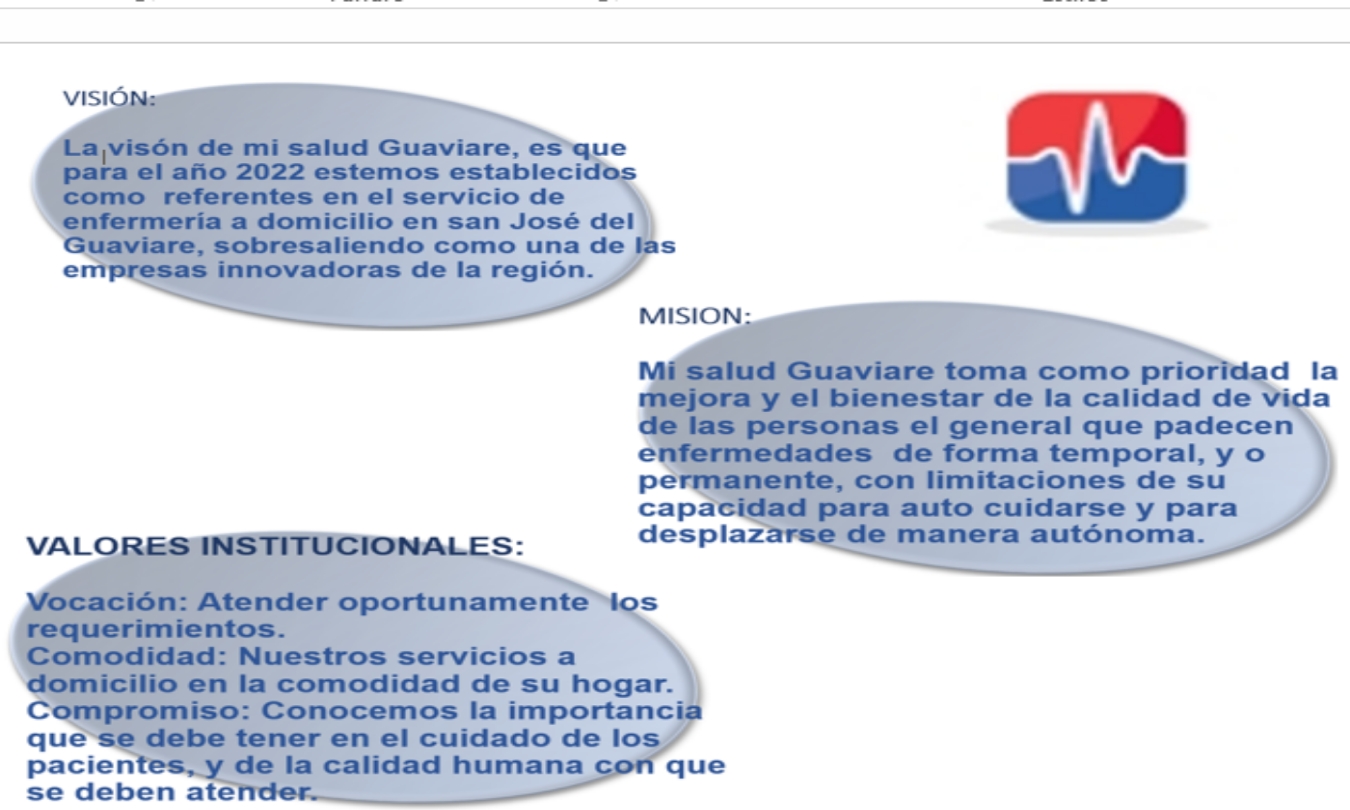 VISIÓN:
La visón de mi salud Guaviare, es que
para el año 2022 estemos establecidos
como  referentes en el servicio de
enfermería a domicilio en san José del
Guaviare, sobresaliendo como una de las
empresas innovadoras de la región.
MISION:
Mi salud Guaviare toma como prioridad  la
mejora y el bienestar de la calidad de vida
de las personas el general que padecen
enfermedades  de forma temporal, y o
permanente, con limitaciones de su
capacidad para auto cuidarse y para
desplazarse de manera autónoma.
VALORES INSTITUCIONALES:
Vocación: Atender oportunamente  los
requerimientos.
Comodidad: Nuestros servicios a
domicilio en la comodidad de su hogar.
Compromiso: Conocemos la importancia
que se debe tener en el cuidado de los
pacientes, y de la calidad humana con que
se deben atender.